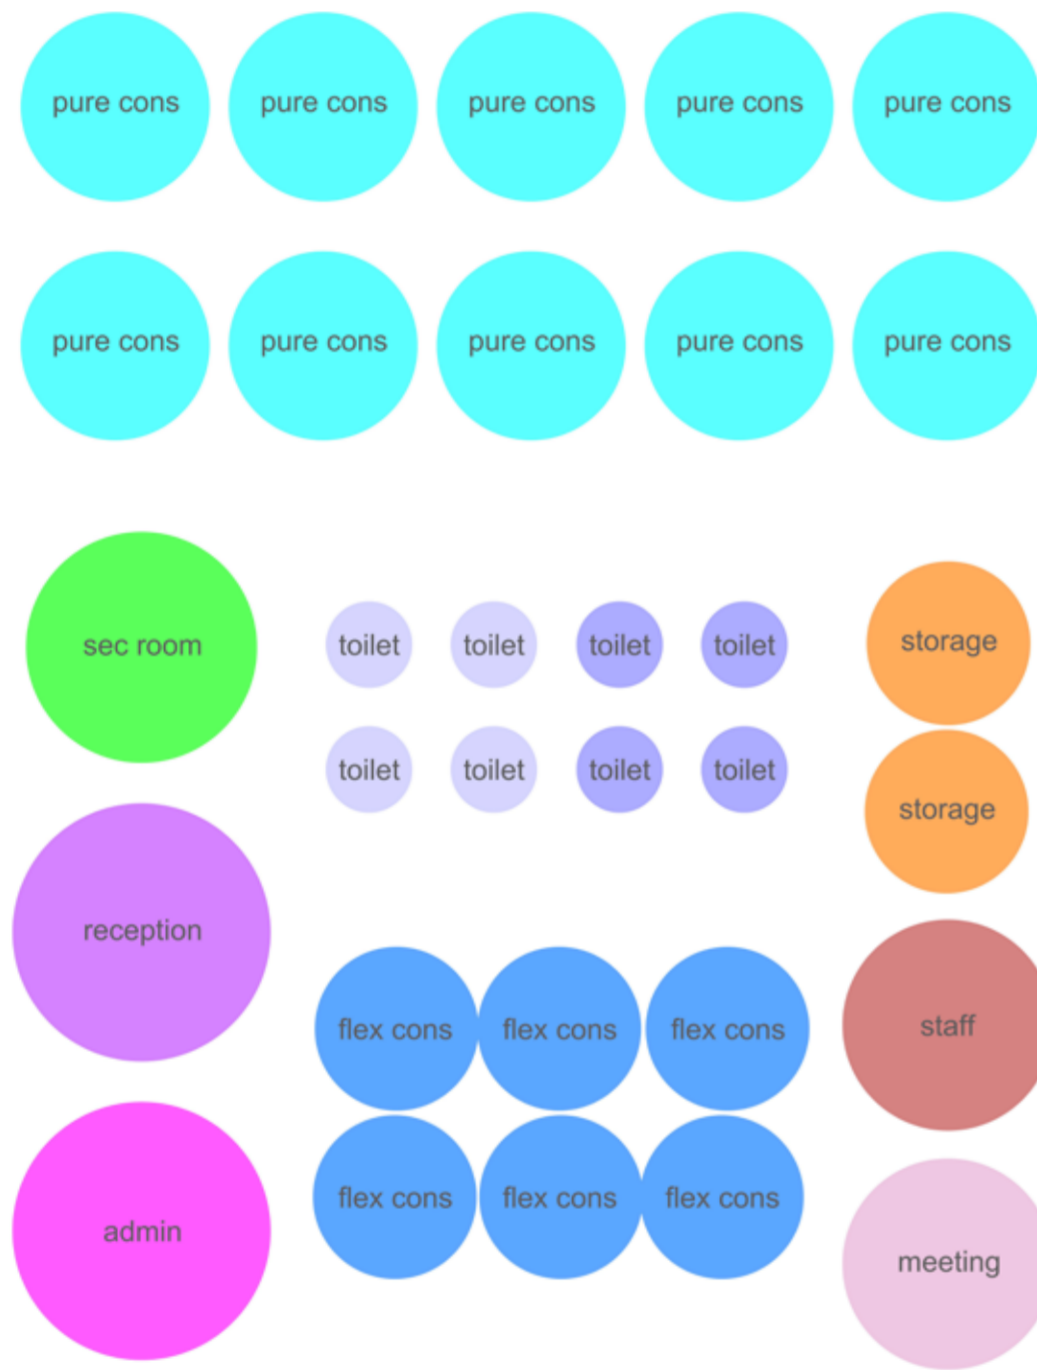 pure cons pure cons pure cons pure cons pure cons
pure cons pure cons pure cons pure cons pure cons
sec room toilet toilet toilet toilet storage
toilet toilet toilet toilet storage
reception
flex cons flex cons flex cons staff
flex cons flex cons flex cons
admin meeting